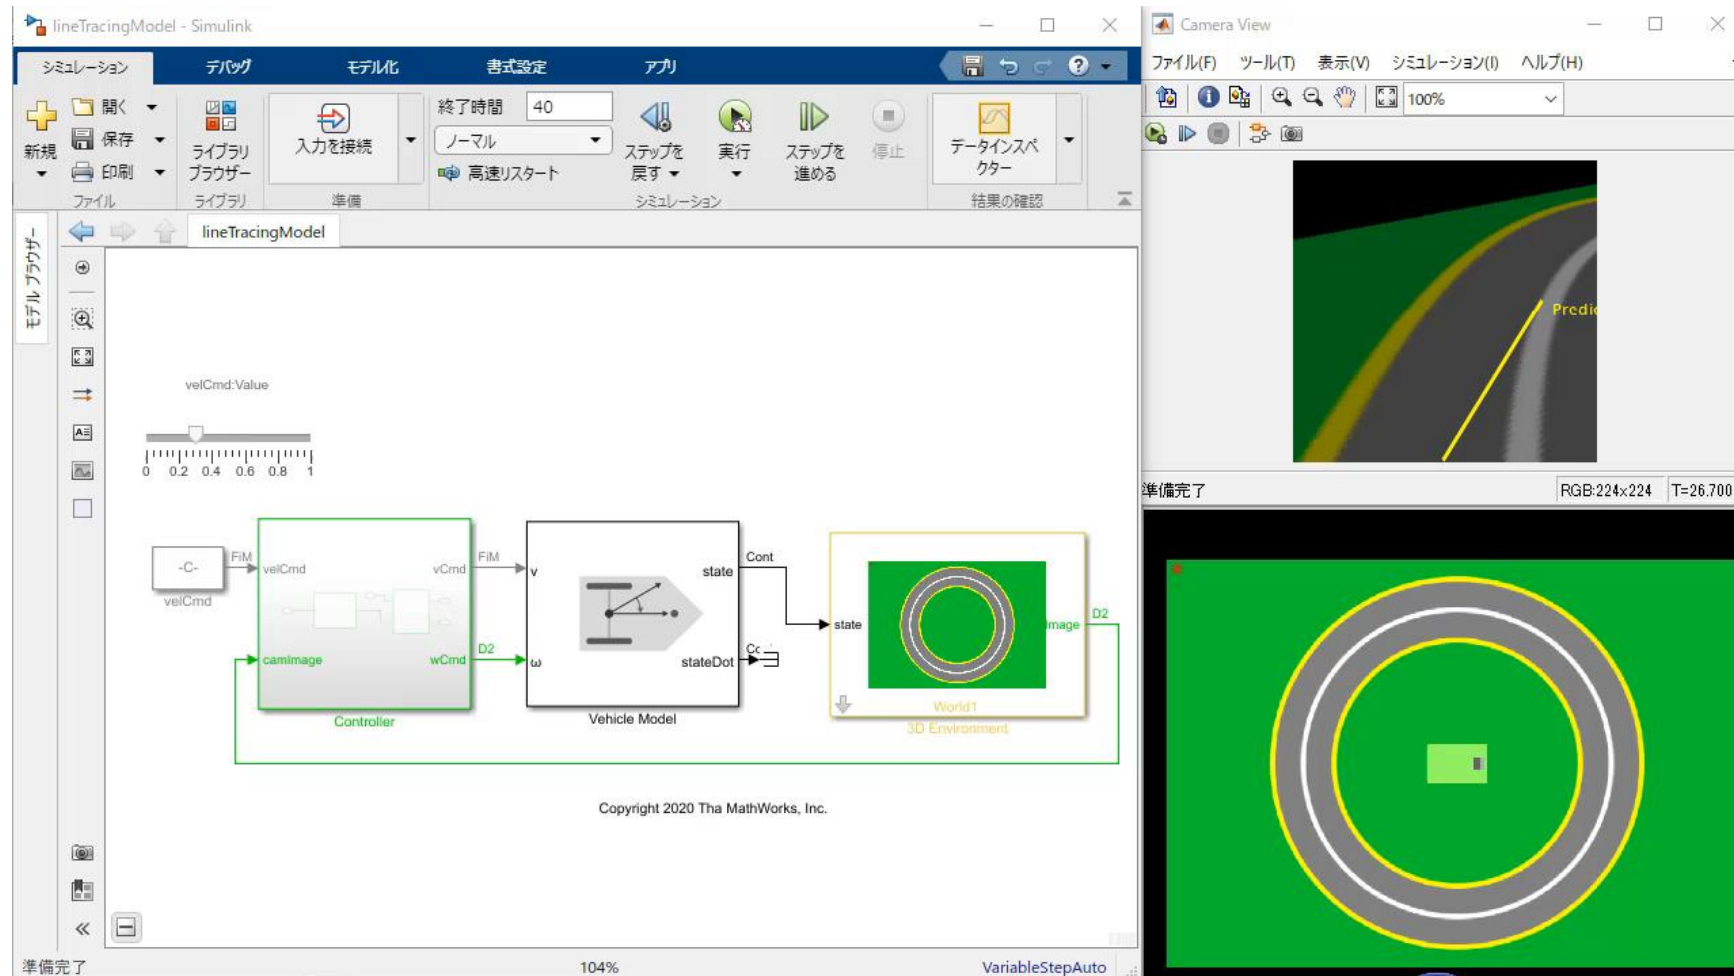 lineTracingModel - Simulink
シミュレーション
デバッグ
モデル化
書式設定
アプリ
新規
開く
保存
印刷
ファイル
ライブラリ
ブラウザー
ライブラリ
入力を接続
準備
終了時間 40
ノーマル
高速リスタート
ステップを
戻す
実行
ステップを
進める
停止
シミュレーション
データインスペ
クター
結果の確認
モデル ブラウザー
lineTracingModel
velCmd:Value
0 0.2 0.4 0.6 0.8 1
-C-
velCmd
FiM
velCmd
camImage
vCmd
wCmd
Controller
FiM
D2
v
ω
state
stateDot
Vehicle Model
Cont
state
Image
World1
3D Environment
D2
Copyright 2020 Tha MathWorks, Inc.
準備完了
104%
VariableStepAuto
Camera View
ファイル(F) ツール(T) 表示(V) シミュレーション(I) ヘルプ(H)
100%
Predic
準備完了
RGB:224x224
T=26.700